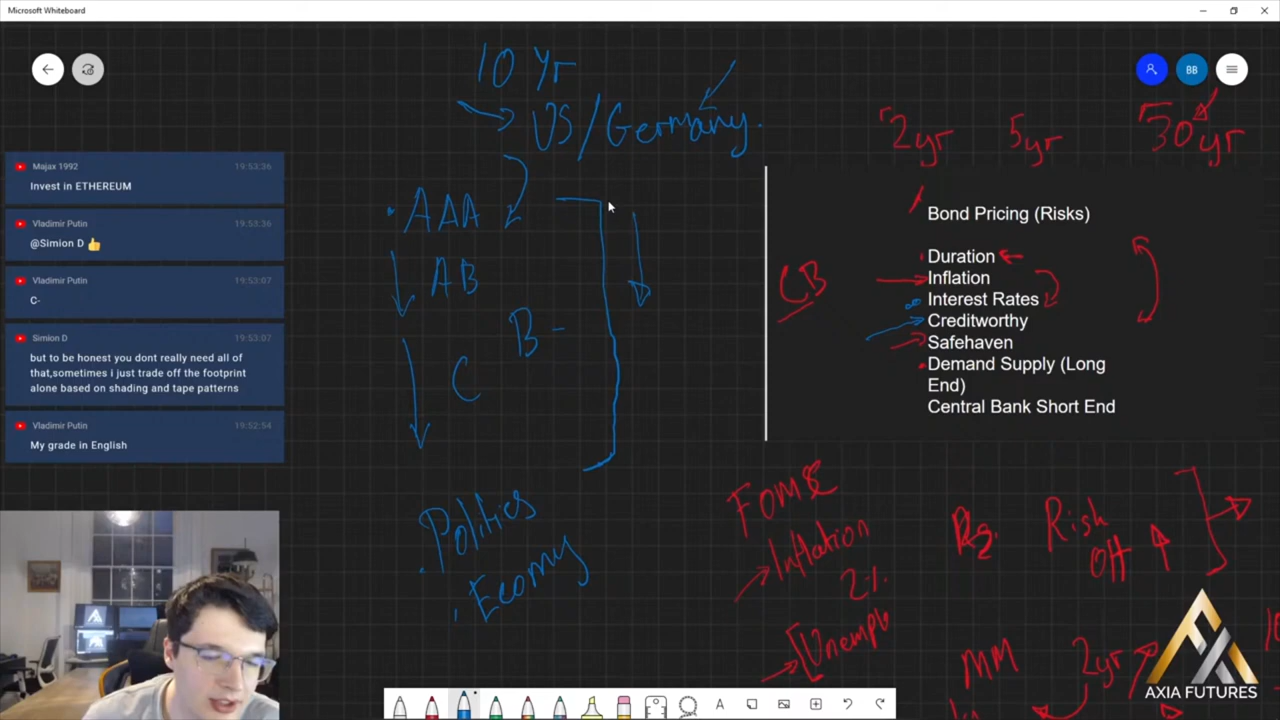 Microsoft Whiteboard
10 Yr
US/Germany.
BB
2yr 5yr 30yr
Majax 1992 19:53:36
Invest in ETHEREUM
Vladimir Putin 19:53:36
@Simion D 👍
Vladimir Putin 19:53:07
C-
Simion D 19:53:07
but to be honest you dont really need all of
that,sometimes i just trade off the footprint
alone based on shading and tape patterns
Vladimir Putin 19:52:54
My grade in English
AAA
AB
B-
C
Politics
Ecomy
CB
Bond Pricing (Risks)
Duration
Inflation
Interest Rates
Creditworthy
Safehaven
Demand Supply (Long
End)
Central Bank Short End
Inflation
2%
Risk
Off
MM 2yr
AXIA FUTURES
A